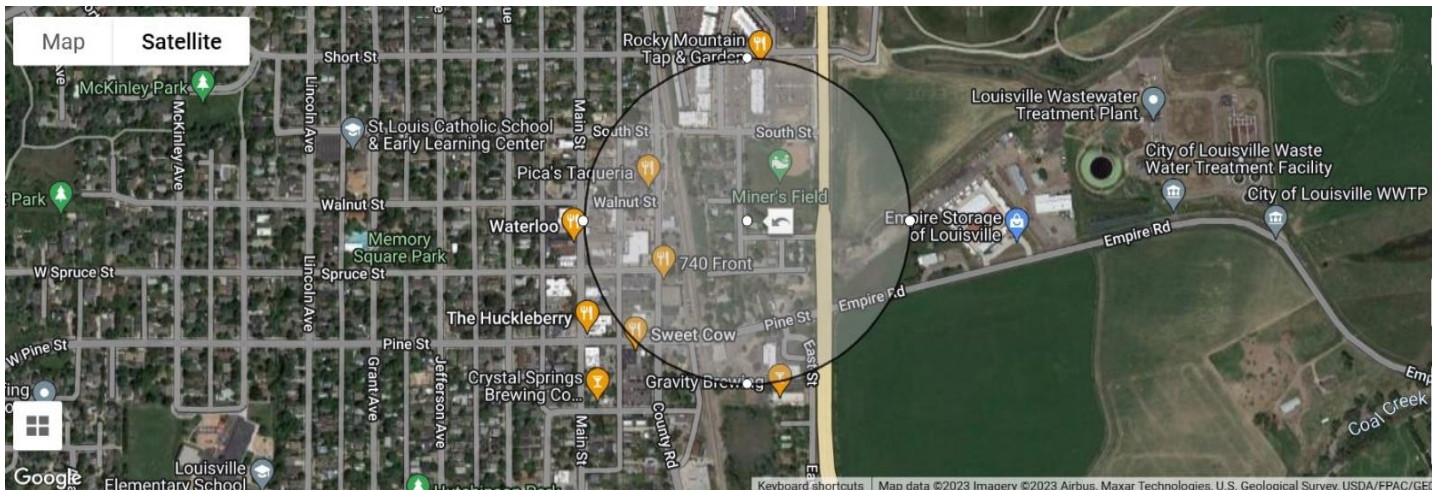 Map
Satellite
Short St
Rocky Mountain
Tap & Garden
McKinley Park
McKinley Ave
Lincoln Ave
St Louis Catholic School
& Early Learning Center
Main St
South St
South St
Louisville Wastewater
Treatment Plant
City of Louisville Waste
Water Treatment Facility
City of Louisville WWTP
Pica's Taqueria
Miner's Field
Park
Walnut St
Walnut St
Waterloo
Empire Storage
of Louisville
Empire Rd
Memory
Square Park
W Spruce St
Spruce St
740 Front
Lincoln Ave
Empire Rd
The Huckleberry
Pine St
Sweet Cow
W Pine St
Pine St
Grant Ave
Jefferson Ave
East St
Crystal Springs
Brewing Co...
Gravity Brewing
Main St
County Rd
Coal Creek
Google
Louisville
Elementary School
Hutchinson Park
Keyboard shortcuts
Map data ©2023 Imagery ©2023 Airbus, Maxar Technologies, U.S. Geological Survey, USDA/FPAC/GEO